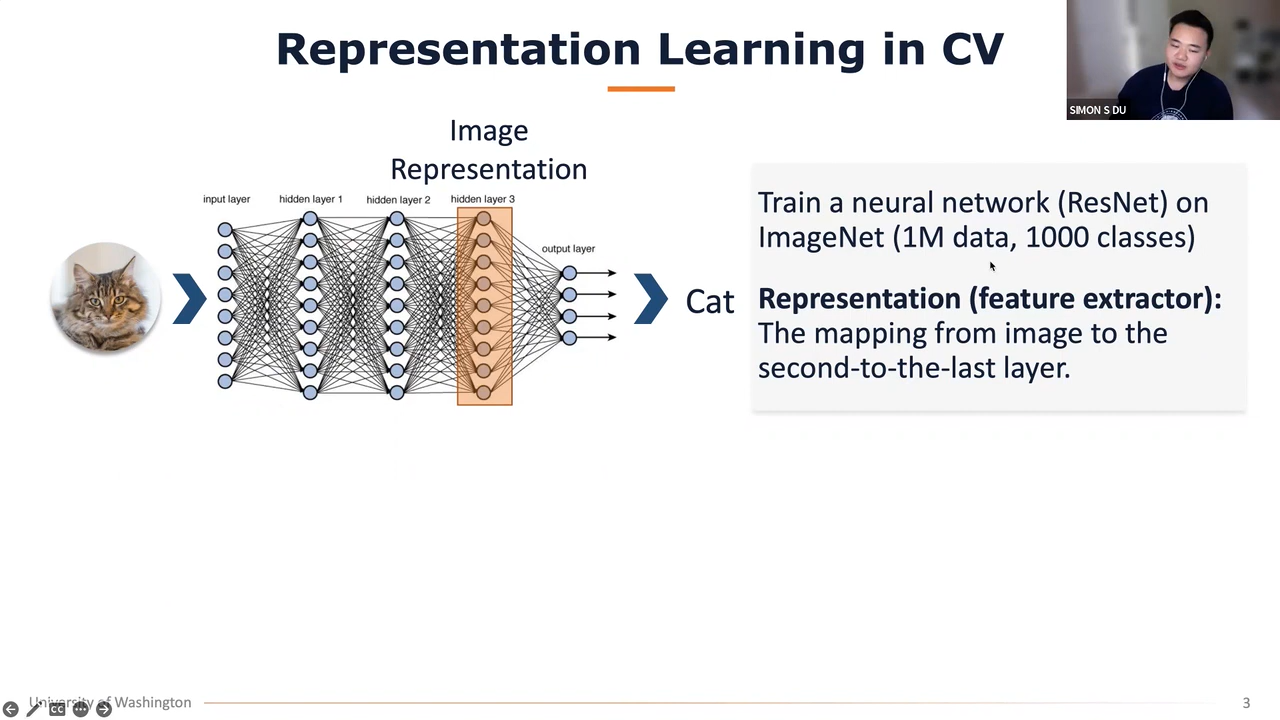 Representation Learning in CV
SIMON S DU
Image
Representation
input layer
hidden layer 1
hidden layer 2
hidden layer 3
output layer
Cat
Train a neural network (ResNet) on
ImageNet (1M data, 1000 classes)
Representation (feature extractor):
The mapping from image to the
second-to-the-last layer.
University of Washington
CC
3